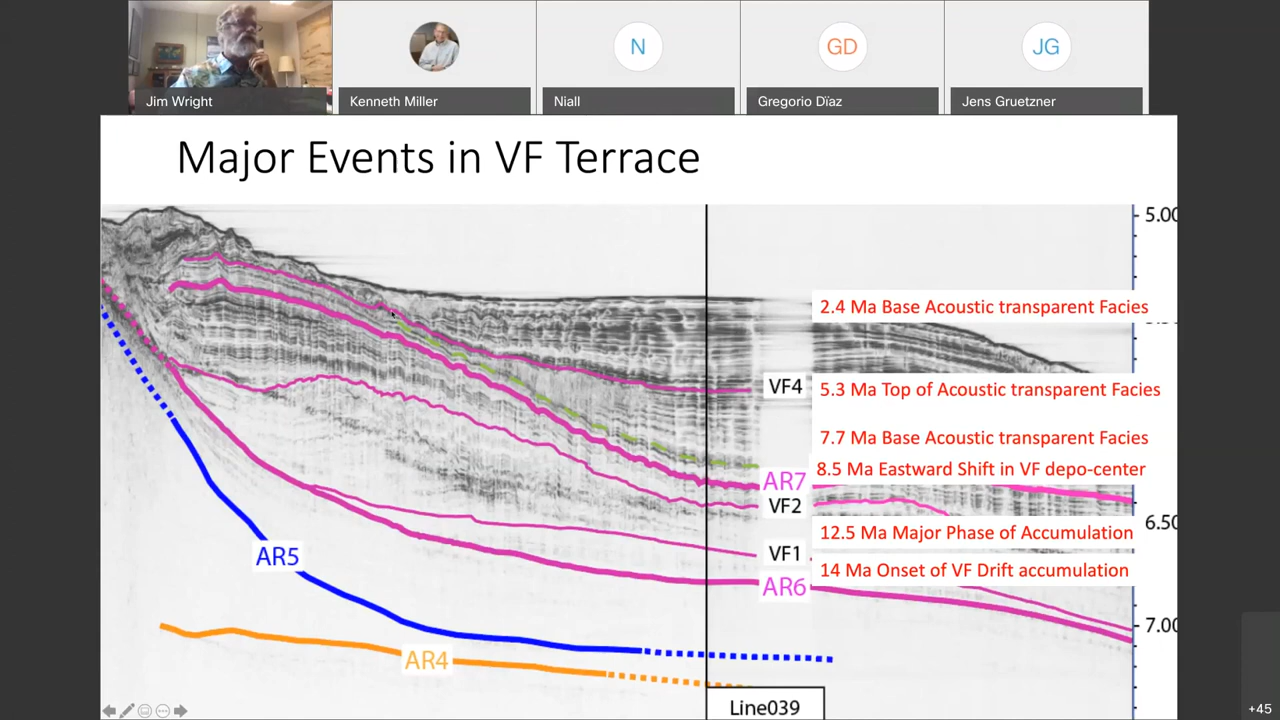 N
GD
JG
Jim Wright
Kenneth Miller
Niall
Gregorio Dïaz
Jens Gruetzner
Major Events in VF Terrace
5.00
2.4 Ma Base Acoustic transparent Facies
VF4
5.3 Ma Top of Acoustic transparent Facies
7.7 Ma Base Acoustic transparent Facies
8.5 Ma Eastward Shift in VF depo-center
AR7
VF2
6.50
12.5 Ma Major Phase of Accumulation
VF1
AR5
14 Ma Onset of VF Drift accumulation
AR6
7.00
AR4
Line039
+45